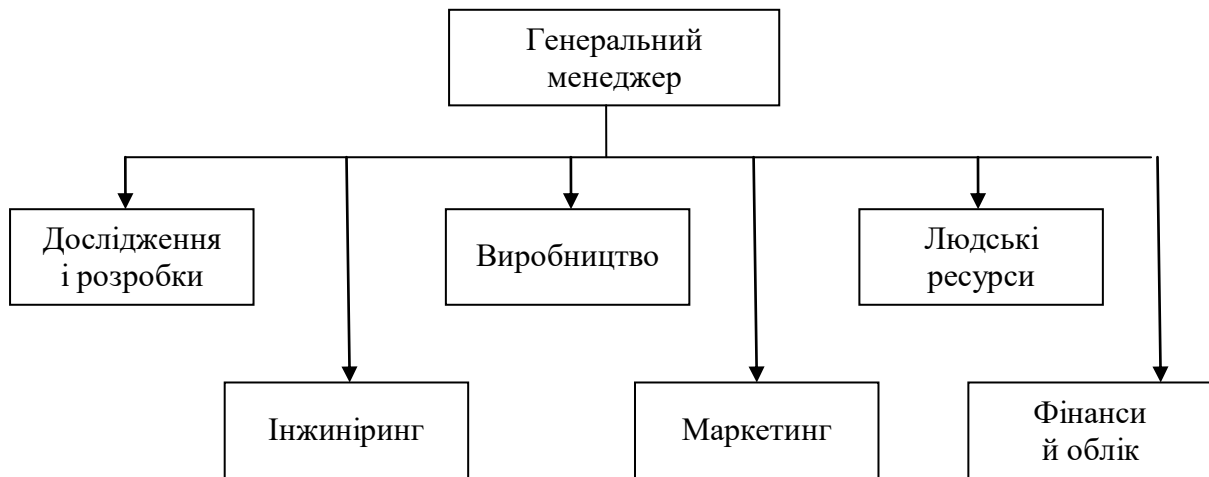 Генеральний
менеджер
Дослідження
і розробки
Виробництво
Людські
ресурси
Інжиніринг
Маркетинг
Фінанси
й облік